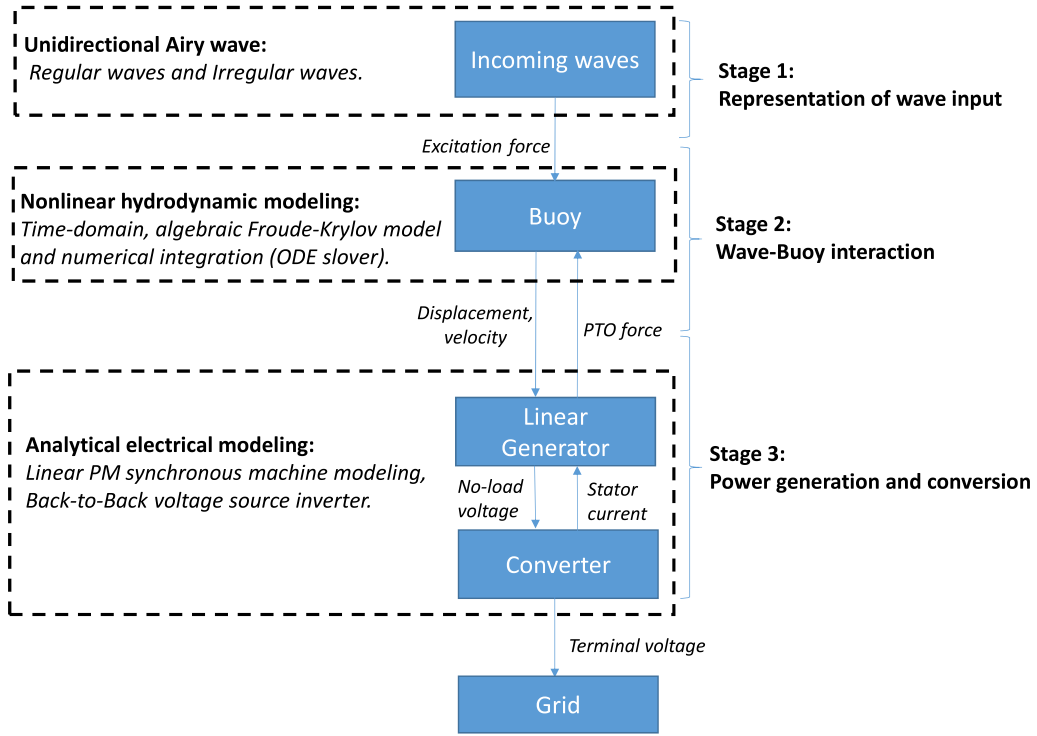 Unidirectional Airy wave:
Regular waves and Irregular waves.
Incoming waves
Stage 1:
Representation of wave input
Excitation force
Nonlinear hydrodynamic modeling:
Time-domain, algebraic Froude-Krylov model
and numerical integration (ODE slover).
Buoy
Stage 2:
Wave-Buoy interaction
Displacement,
velocity
PTO force
Analytical electrical modeling:
Linear PM synchronous machine modeling,
Back-to-Back voltage source inverter.
Linear
Generator
No-load
voltage
Stator
current
Converter
Stage 3:
Power generation and conversion
Terminal voltage
Grid